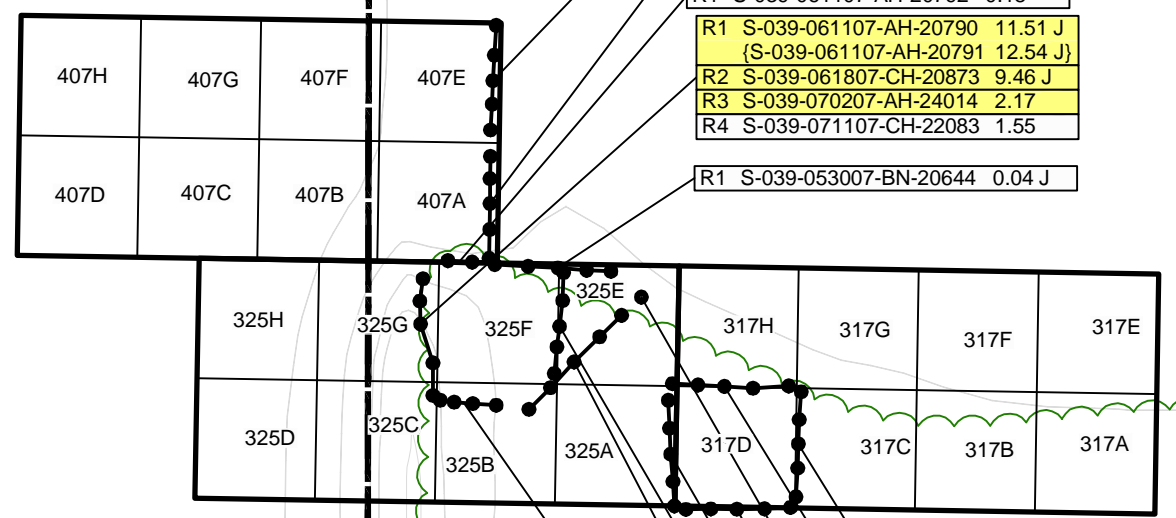 R1 S-039-061107-AH-20790 11.51 J
{S-039-061107-AH-20791 12.54 J}
R2 S-039-061807-CH-20873 9.46 J
R3 S-039-070207-AH-24014 2.17
R4 S-039-071107-CH-22083 1.55
R1 S-039-053007-BN-20644 0.04 J
407H 407G 407F 407E
407D 407C 407B 407A
325H 325G 325F 325E 317H 317G 317F 317E
325D 325C 325B 325A 317D 317C 317B 317A